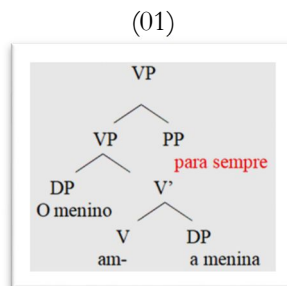 (01)
VP
VP PP
para sempre
DP V'
O menino
V DP
am- a menina